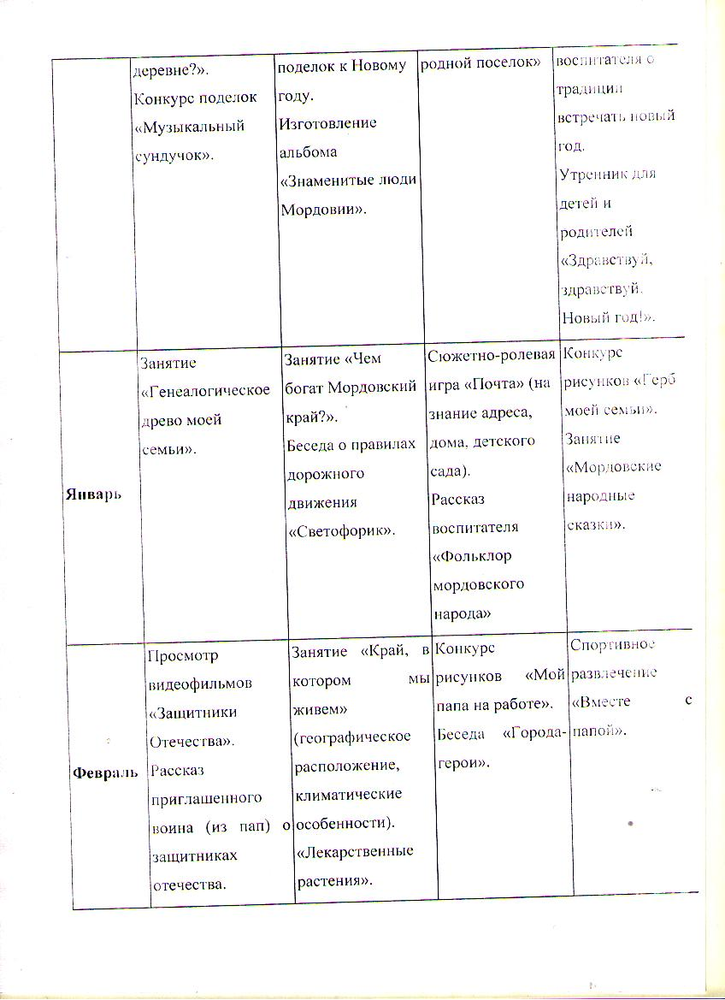 деревне?».
Конкурс поделок
«Музыкальный
сундучок».
поделок к Новому
году.
Изготовление
альбома
«Знаменитые люди
Мордовии».
родной поселок»
воспитателя о
традиции
встречать новый
год.
Утренник для
детей и
родителей
«Здравствуй,
здравствуй,
Новый год!».
Январь
Занятие
«Генеалогическое
древо моей
семьи».
Занятие «Чем
богат Мордовский
край?».
Беседа о правилах
дорожного
движения
«Светофорик».
Сюжетно-ролевая
игра «Почта» (на
знание адреса,
дома, детского
сада).
Рассказ
воспитателя
«Фольклор
мордовского
народа»
Конкурс
рисунков «Герб
моей семьи».
Занятие
«Мордовские
народные
сказки».
Февраль
Просмотр
видеофильмов
«Защитники
Отечества».
Рассказ
приглашенного
воина (из пап) о
защитниках
отечества.
Занятие «Край, в
котором мы
живем»
(географическое
расположение,
климатические
особенности).
«Лекарственные
растения».
Конкурс
рисунков «Мой
папа на работе».
Беседа «Города-
герои».
Спортивное
развлечение
«Вместе с
папой».